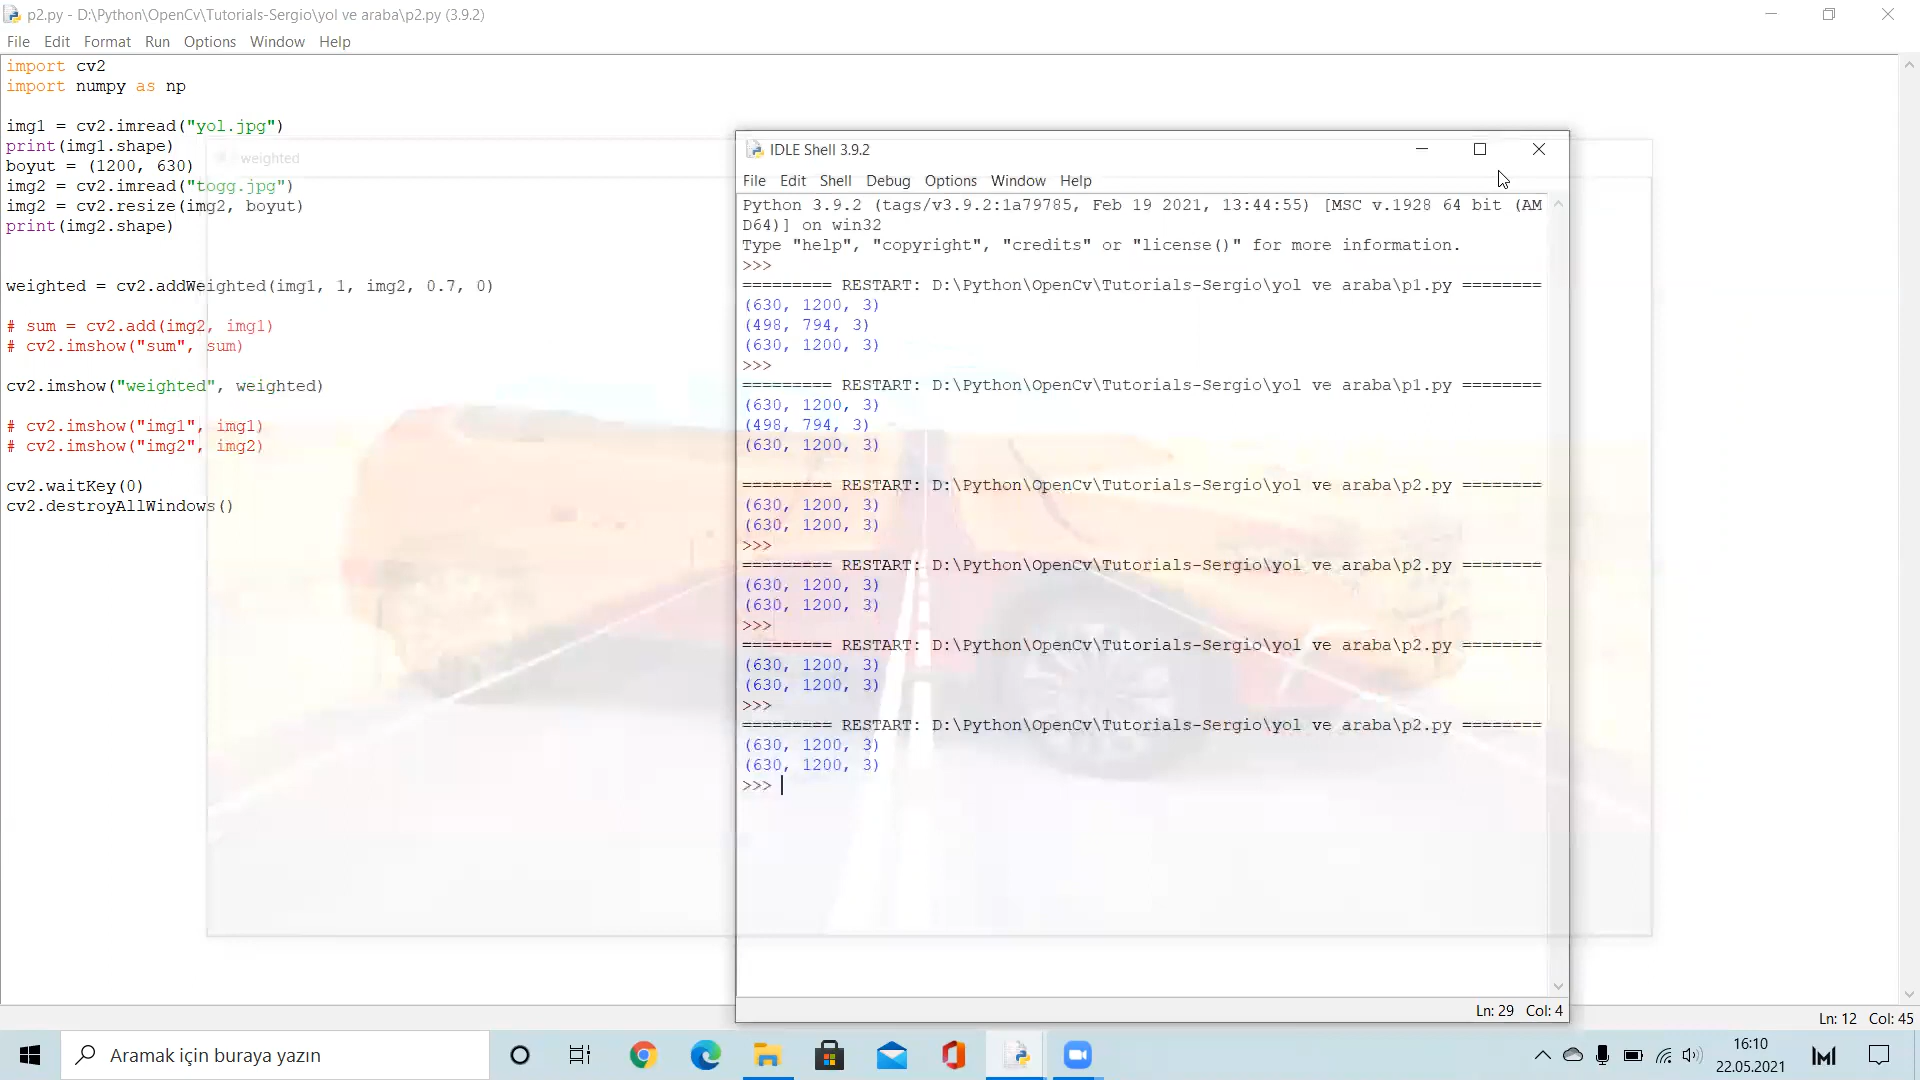 p2.py - D:\Python\OpenCv\Tutorials-Sergio\yol ve araba\p2.py (3.9.2)
File Edit Format Run Options Window Help
import cv2
import numpy as np
img1 = cv2.imread("yol.jpg")
print(img1.shape)
boyut = (1200, 630)
img2 = cv2.imread("togg.jpg")
img2 = cv2.resize(img2, boyut)
print(img2.shape)
weighted = cv2.addWeighted(img1, 1, img2, 0.7, 0)
# sum = cv2.add(img2, img1)
# cv2.imshow("sum", sum)
cv2.imshow("weighted", weighted)
# cv2.imshow("img1", img1)
# cv2.imshow("img2", img2)
cv2.waitKey(0)
cv2.destroyAllWindows()
weighted
IDLE Shell 3.9.2
File Edit Shell Debug Options Window Help
Python 3.9.2 (tags/v3.9.2:1a79785, Feb 19 2021, 13:44:55) [MSC v.1928 64 bit (AM
D64)] on win32
Type "help", "copyright", "credits" or "license()" for more information.
>>>
========= RESTART: D:\Python\OpenCv\Tutorials-Sergio\yol ve araba\p1.py ========
(630, 1200, 3)
(498, 794, 3)
(630, 1200, 3)
>>>
========= RESTART: D:\Python\OpenCv\Tutorials-Sergio\yol ve araba\p1.py ========
(630, 1200, 3)
(498, 794, 3)
(630, 1200, 3)
========= RESTART: D:\Python\OpenCv\Tutorials-Sergio\yol ve araba\p2.py ========
(630, 1200, 3)
(630, 1200, 3)
>>>
========= RESTART: D:\Python\OpenCv\Tutorials-Sergio\yol ve araba\p2.py ========
(630, 1200, 3)
(630, 1200, 3)
>>>
========= RESTART: D:\Python\OpenCv\Tutorials-Sergio\yol ve araba\p2.py ========
(630, 1200, 3)
(630, 1200, 3)
>>>
========= RESTART: D:\Python\OpenCv\Tutorials-Sergio\yol ve araba\p2.py ========
(630, 1200, 3)
(630, 1200, 3)
>>>
Ln: 29 Col: 4
Ln: 12 Col: 45
Aramak için buraya yazın
16:10
22.05.2021